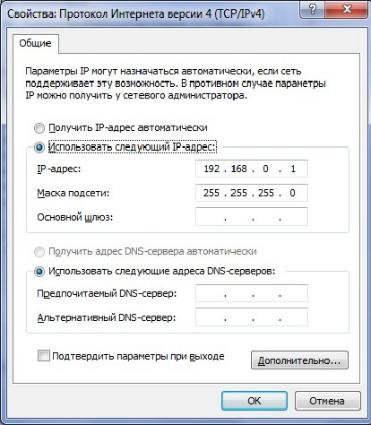 Свойства: Протокол Интернета версии 4 (TCP/IPv4)
Общие
Параметры IP могут назначаться автоматически, если сеть
поддерживает эту возможность. В противном случае параметры
IP можно получить у сетевого администратора.
Получить IP-адрес автоматически
Использовать следующий IP-адрес:
IP-адрес: 192 . 168 . 0 . 1
Маска подсети: 255 . 255 . 255 . 0
Основной шлюз: . . .
Получить адрес DNS-сервера автоматически
Использовать следующие адреса DNS-серверов:
Предпочитаемый DNS-сервер: . . .
Альтернативный DNS-сервер: . . .
Подтвердить параметры при выходе
Дополнительно...
ОК
Отмена